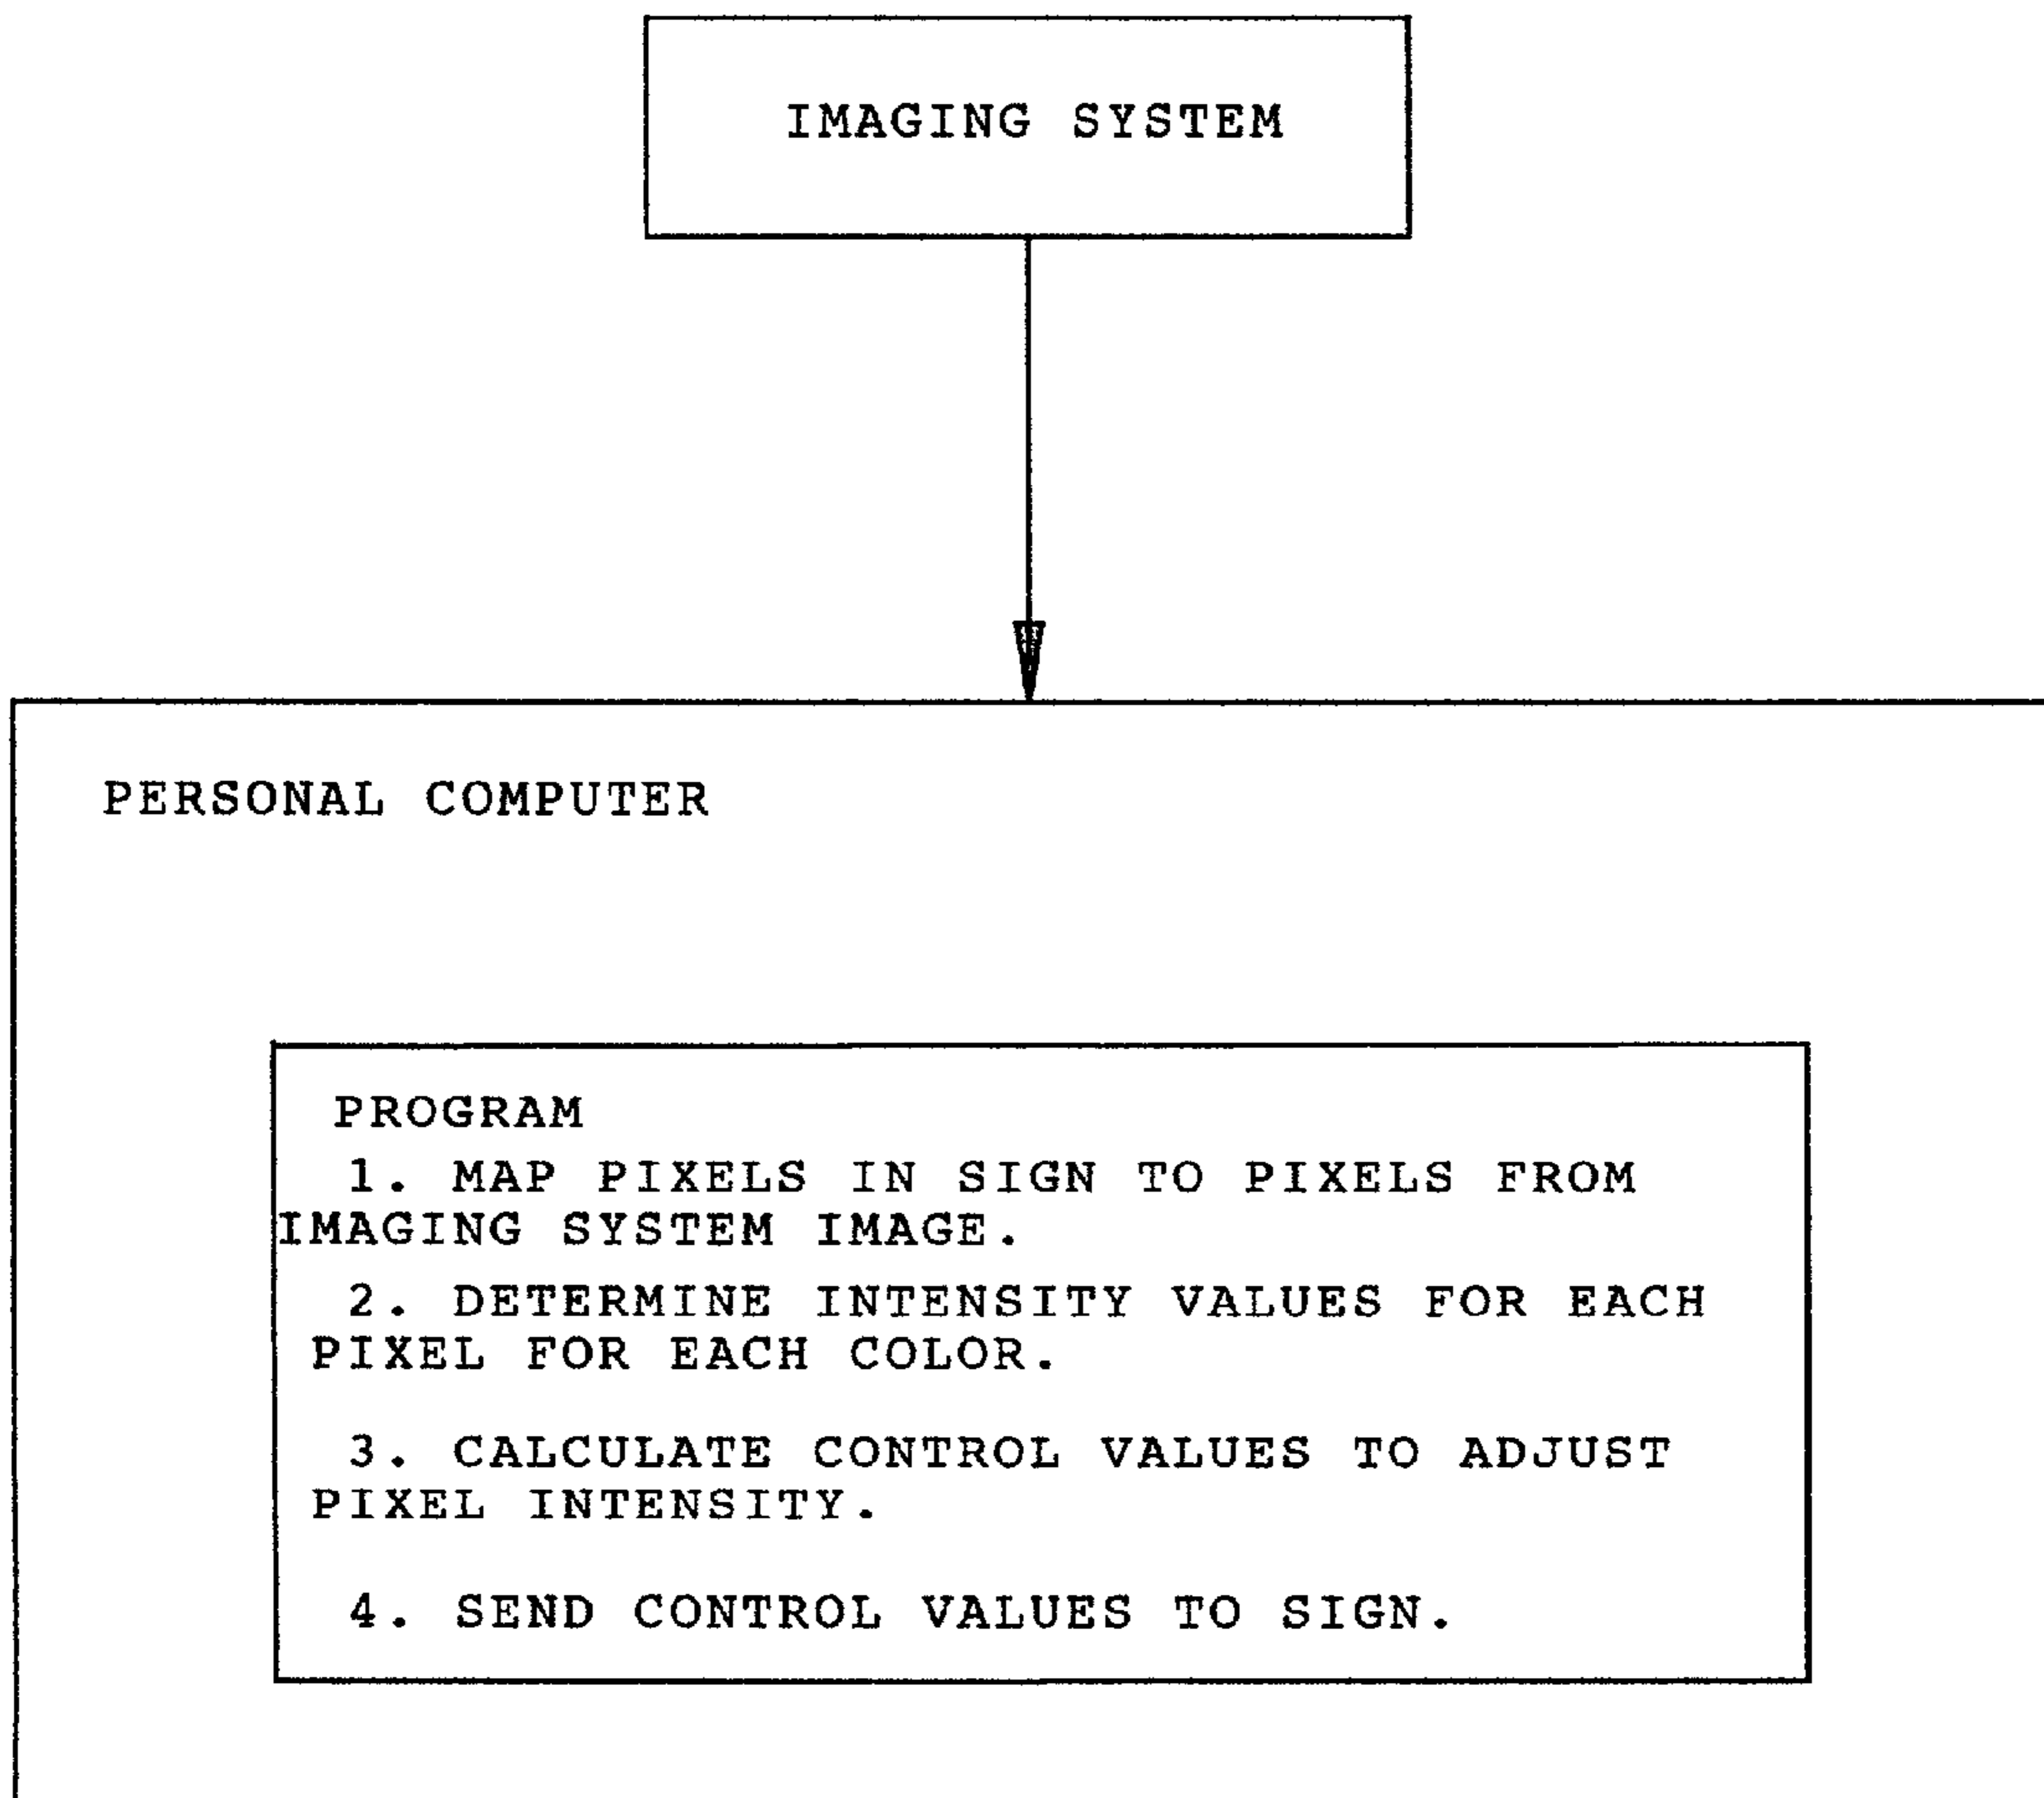 IMAGING SYSTEM
PERSONAL COMPUTER
PROGRAM
1. MAP PIXELS IN SIGN TO PIXELS FROM
IMAGING SYSTEM IMAGE.
2. DETERMINE INTENSITY VALUES FOR EACH
PIXEL FOR EACH COLOR.
3. CALCULATE CONTROL VALUES TO ADJUST
PIXEL INTENSITY.
4. SEND CONTROL VALUES TO SIGN.